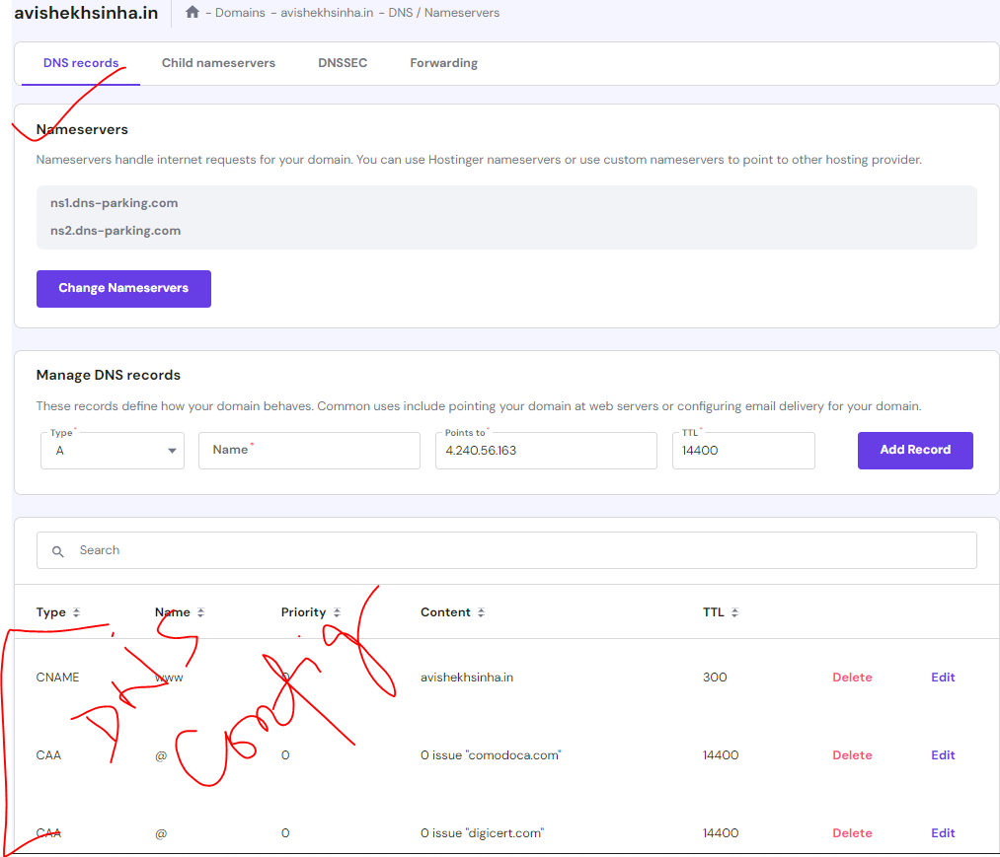 avishekhsinha.in - Domains - avishekhsinha.in - DNS / Nameservers
DNS records Child nameservers DNSSEC Forwarding
Nameservers
Nameservers handle internet requests for your domain. You can use Hostinger nameservers or use custom nameservers to point to other hosting provider.
ns1.dns-parking.com
ns2.dns-parking.com
Change Nameservers
Manage DNS records
These records define how your domain behaves. Common uses include pointing your domain at web servers or configuring email delivery for your domain.
Type* Points to* TTL*
A Name* 4.240.56.163 14400 Add Record
Search
Type Name Priority Content TTL
CNAME www 0 avishekhsinha.in 300 Delete Edit
DNS
CAA @ 0 0 issue "comodoca.com" 14400 Delete Edit
CAA @ 0 0 issue "digicert.com" 14400 Delete Edit